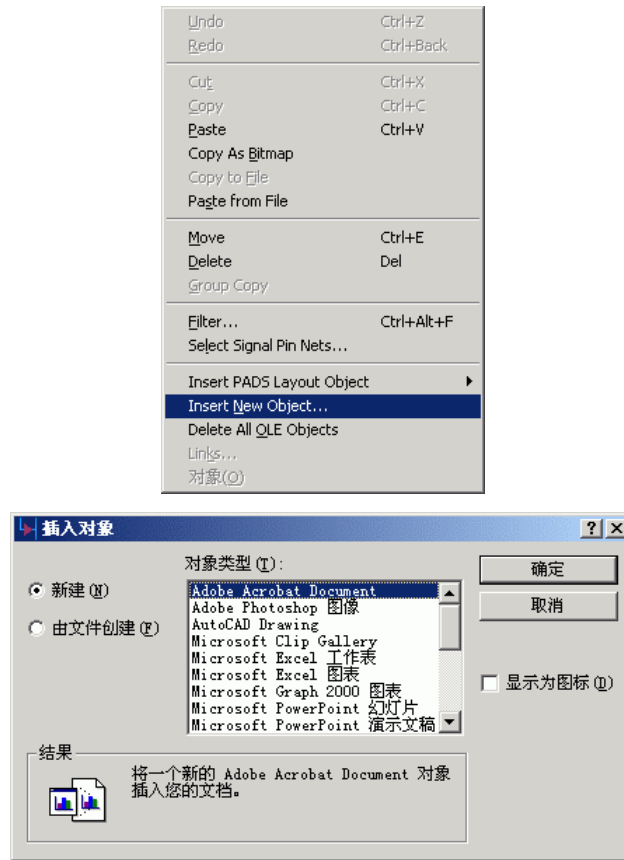 Undo Ctrl+Z
Redo Ctrl+Back
Cut Ctrl+X
Copy Ctrl+C
Paste Ctrl+V
Copy As Bitmap
Copy to File
Paste from File
Move Ctrl+E
Delete Del
Group Copy
Filter... Ctrl+Alt+F
Select Signal Pin Nets...
Insert PADS Layout Object
Insert New Object...
Delete All OLE Objects
Links...
对象(O)
插入对象
对象类型(T):
新建(N)
由文件创建(F)
Adobe Acrobat Document
Adobe Photoshop 图像
AutoCAD Drawing
Microsoft Clip Gallery
Microsoft Excel 工作表
Microsoft Excel 图表
Microsoft Graph 2000 图表
Microsoft PowerPoint 幻灯片
Microsoft PowerPoint 演示文稿
确定
取消
显示为图标(D)
结果
将一个新的 Adobe Acrobat Document 对象
插入您的文档。